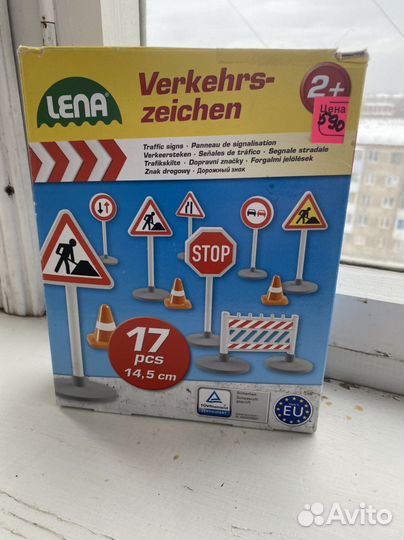 LENA
Verkehrs-
zeichen
2+
Цена
590
Traffic signs · Panneau de signalisation
Verkeersteken · Señales de tráfico · Segnale stradale
Trafikskilte · Dopravní značky · Forgalmi jelölések
Znak drogowy · Дорожный знак
STOP
17
pcs
14,5 cm
EU
Avito